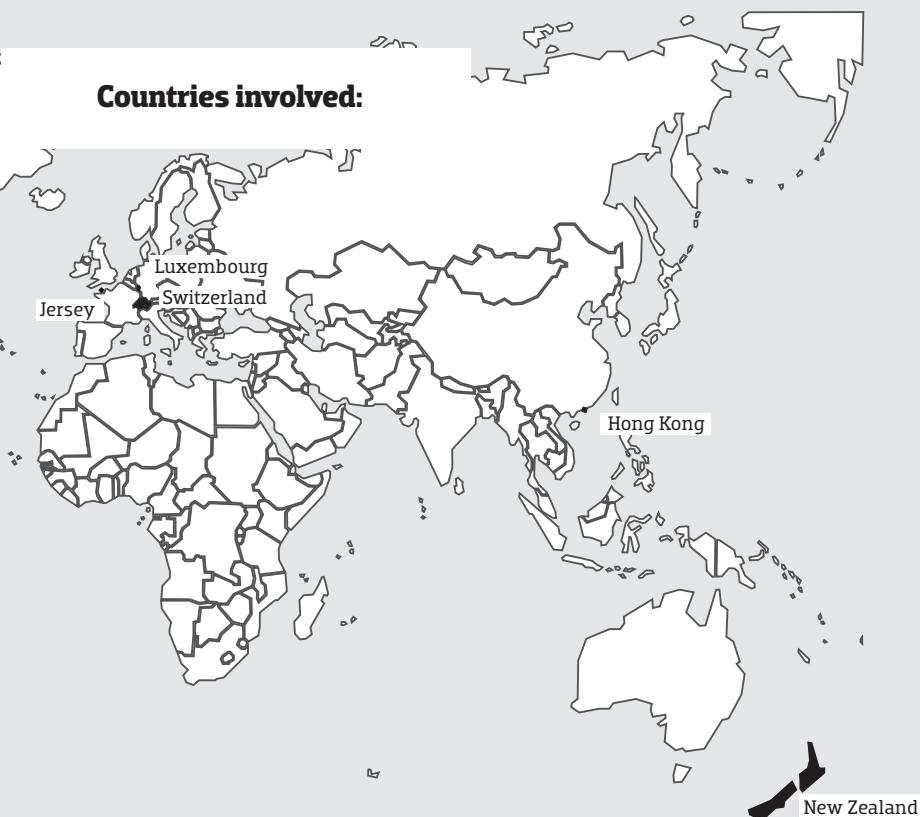 Countries involved:
Luxembourg
Switzerland
Jersey
Hong Kong
New Zealand